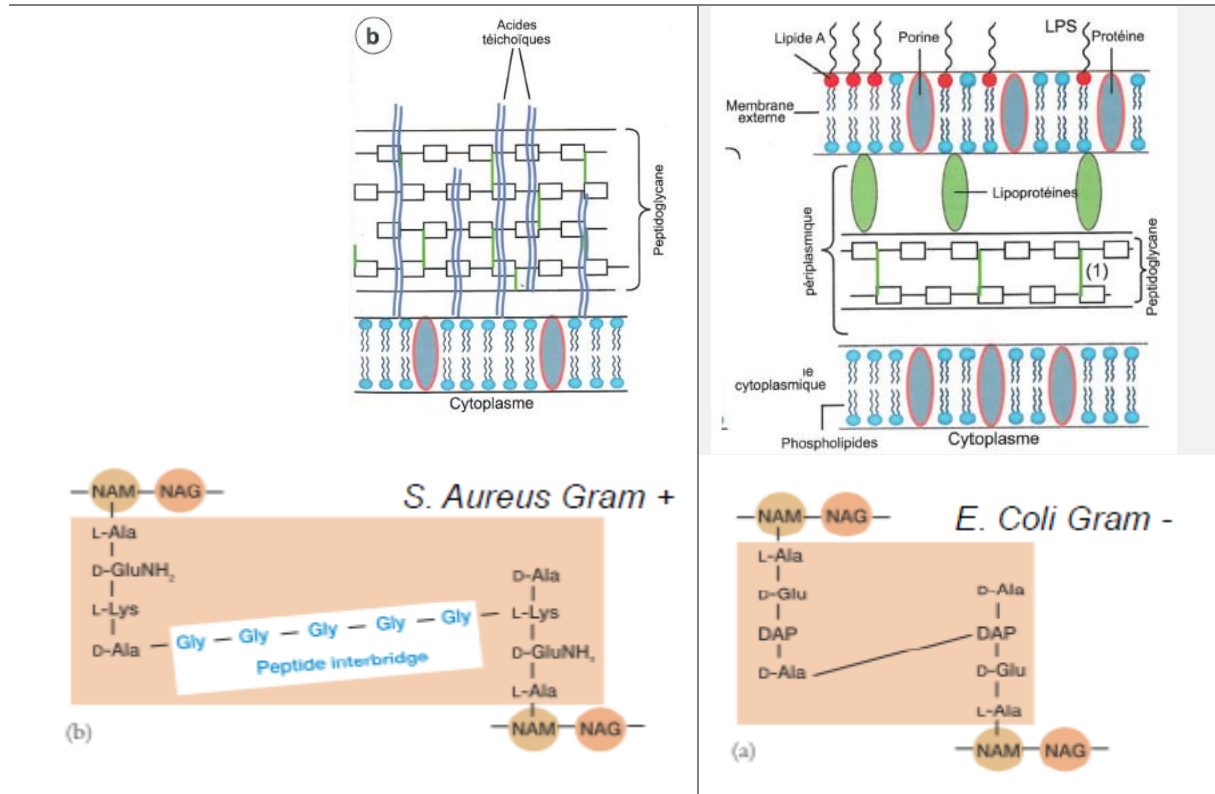 b
Acides
téichoïques
Peptidoglycane
Cytoplasme
Lipide A
Porine
LPS
Protéine
Membrane
externe
Lipoprotéines
périplasmique
(1)
Peptidoglycane
e
cytoplasmique
Phospholipides
Cytoplasme
NAM NAG
S. Aureus Gram +
L-Ala
D-GluNH₂
L-Lys
D-Ala
Gly — Gly — Gly — Gly — Gly
Peptide interbridge
D-Ala
L-Lys
D-GluNH₂
L-Ala
NAM NAG
(b)
NAM NAG
E. Coli Gram -
L-Ala
D-Glu
DAP
D-Ala
D-Ala
DAP
D-Glu
L-Ala
NAM NAG
(a)